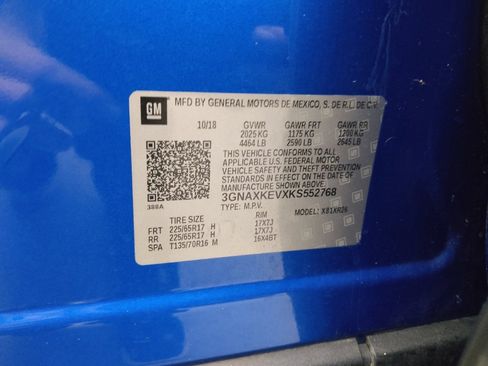 GM
MFD BY GENERAL MOTORS DE MEXICO, S. DE R.L. DE C.V.
10/18 GVWR GAWR FRT GAWR RR
2025 KG 1175 KG 1200 KG
4464 LB 2590 LB 2645 LB
THIS VEHICLE CONFORMS TO ALL
APPLICABLE U.S. FEDERAL MOTOR
VEHICLE SAFETY AND THEFT
PREVENTION STANDARDS IN EFFECT ON
THE DATE OF MANUFACTURE SHOWN ABOVE.
388A 3GNAXKEVXKS552768
TYPE: M.P.V. MODEL: X81XR26
TIRE SIZE RIM
FRT 225/65R17 H 17X7J
RR 225/65R17 H 17X7J
SPA T135/70R16 M 16X4BT